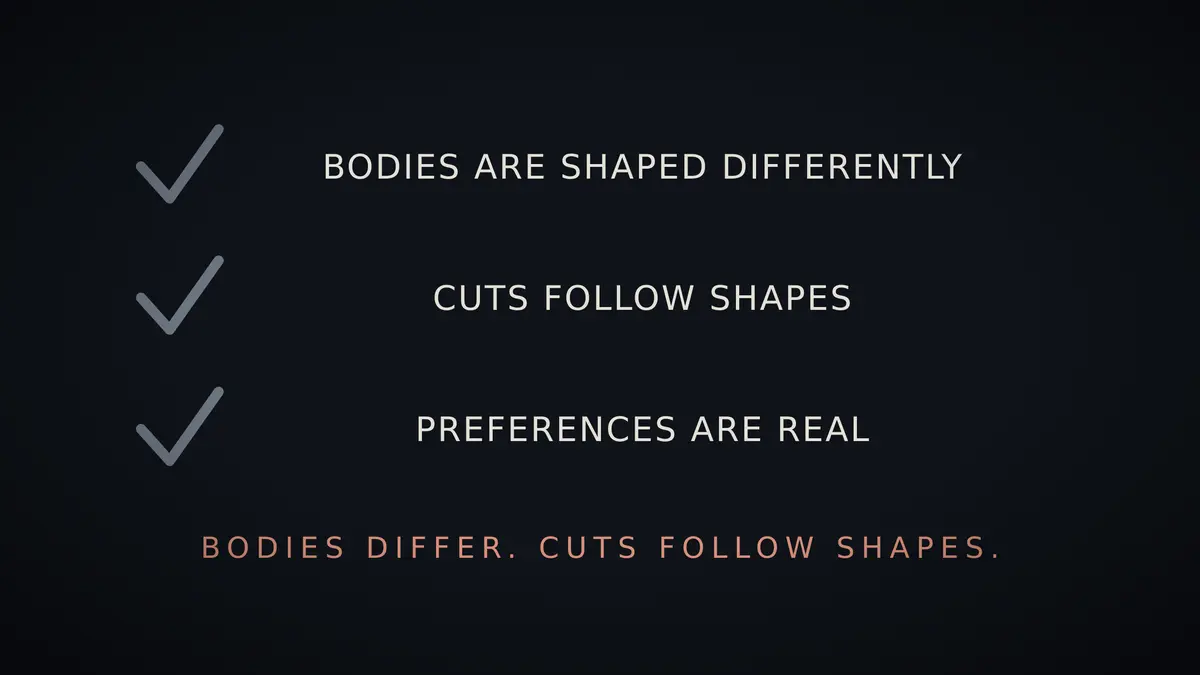 BODIES ARE SHAPED DIFFERENTLY
CUTS FOLLOW SHAPES
PREFERENCES ARE REAL
BODIES DIFFER. CUTS FOLLOW SHAPES.